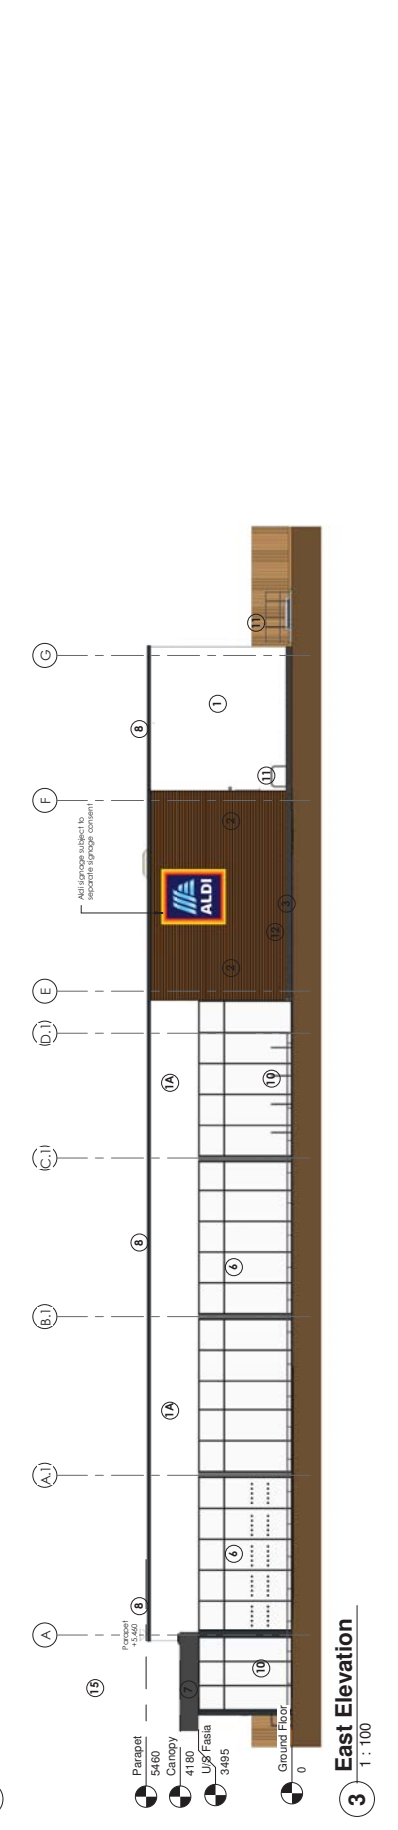 A
(A.1)
(B.1)
(C.1)
(D.1)
E
F
G
15
Aldi signage subject to
separate signage consent
Parapet
+5.460
8
8
8
Parapet
5460
1A
1A
ALDI
Canopy
4180
7
U/S Fasia
3495
6
6
2
2
1
10
10
12
11
11
3
Ground Floor
0
3
East Elevation
1 : 100